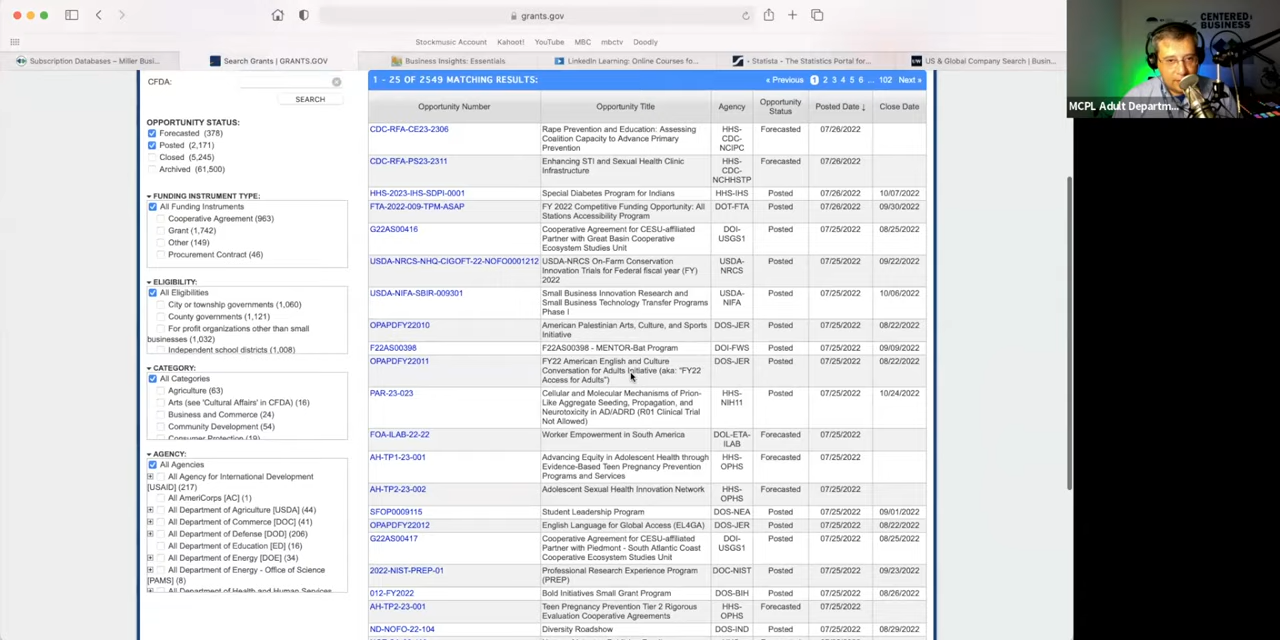 grants.gov
Stockmusic Account Kahoot! YouTube MBC mbctv Doodly
Subscription Databases – Miller Busi... Search Grants | GRANTS.GOV Business Insights: Essentials LinkedIn Learning: Online Courses fo... - Statista - The Statistics Portal for... US & Global Company Search | Busin...
CENTERED
BUSINESS
MCPL Adult Departm...
CFDA:
SEARCH
OPPORTUNITY STATUS:
Forecasted (378)
Posted (2,171)
Closed (5,245)
Archived (61,500)
FUNDING INSTRUMENT TYPE:
All Funding Instruments
Cooperative Agreement (963)
Grant (1,742)
Other (149)
Procurement Contract (46)
ELIGIBILITY:
All Eligibilities
City or township governments (1,060)
County governments (1,121)
For profit organizations other than small
businesses (1,032)
Independent school districts (1,008)
CATEGORY:
All Categories
Agriculture (63)
Arts (see 'Cultural Affairs' in CFDA) (16)
Business and Commerce (24)
Community Development (54)
Consumer Protection (19)
AGENCY:
All Agencies
All Agency for International Development
[USAID] (217)
All AmeriCorps [AC] (1)
All Department of Agriculture [USDA] (44)
All Department of Commerce [DOC] (41)
All Department of Defense [DOD] (206)
All Department of Education [ED] (16)
All Department of Energy [DOE] (34)
All Department of Energy - Office of Science
[PAMS] (8)
All Department of Health and Human Services
1 - 25 OF 2549 MATCHING RESULTS: « Previous 1 2 3 4 5 6 ... 102 Next »
Opportunity Number Opportunity Title Agency Opportunity Status Posted Date ↓ Close Date
CDC-RFA-CE23-2306 Rape Prevention and Education: Assessing Coalition Capacity to Advance Primary Prevention HHS-CDC-NCIPC Forecasted 07/26/2022
CDC-RFA-PS23-2311 Enhancing STI and Sexual Health Clinic Infrastructure HHS-CDC-NCHHSTP Forecasted 07/26/2022
HHS-2023-IHS-SDPI-0001 Special Diabetes Program for Indians HHS-IHS Posted 07/26/2022 10/07/2022
FTA-2022-009-TPM-ASAP FY 2022 Competitive Funding Opportunity: All Stations Accessibility Program DOT-FTA Posted 07/26/2022 09/30/2022
G22AS00416 Cooperative Agreement for CESU-affiliated Partner with Great Basin Cooperative Ecosystem Studies Unit DOI-USGS1 Posted 07/25/2022 08/25/2022
USDA-NRCS-NHQ-CIGOFT-22-NOFO0001212 USDA-NRCS On-Farm Conservation Innovation Trials for Federal fiscal year (FY) 2022 USDA-NRCS Posted 07/25/2022 09/22/2022
USDA-NIFA-SBIR-009301 Small Business Innovation Research and Small Business Technology Transfer Programs Phase I USDA-NIFA Posted 07/25/2022 10/06/2022
OPAPDFY22010 American Palestinian Arts, Culture, and Sports Initiative DOS-JER Posted 07/25/2022 08/22/2022
F22AS00398 F22AS00398 - MENTOR-Bat Program DOI-FWS Posted 07/25/2022 09/09/2022
OPAPDFY22011 FY22 American English and Culture Conversation for Adults Initiative (aka: "FY22 Access for Adults") DOS-JER Posted 07/25/2022 08/22/2022
PAR-23-023 Cellular and Molecular Mechanisms of Prion-Like Aggregate Seeding, Propagation, and Neurotoxicity in AD/ADRD (R01 Clinical Trial Not Allowed) HHS-NIH11 Posted 07/25/2022 10/24/2022
FOA-ILAB-22-22 Worker Empowerment in South America DOL-ETA-ILAB Forecasted 07/25/2022
AH-TP1-23-001 Advancing Equity in Adolescent Health through Evidence-Based Teen Pregnancy Prevention Programs and Services HHS-OPHS Forecasted 07/25/2022
AH-TP2-23-002 Adolescent Sexual Health Innovation Network HHS-OPHS Forecasted 07/25/2022
SFOP0009115 Student Leadership Program DOS-NEA Posted 07/25/2022 09/01/2022
OPAPDFY22012 English Language for Global Access (EL4GA) DOS-JER Posted 07/25/2022 08/22/2022
G22AS00417 Cooperative Agreement for CESU-affiliated Partner with Piedmont - South Atlantic Coast Cooperative Ecosystem Studies Unit DOI-USGS1 Posted 07/25/2022 08/25/2022
2022-NIST-PREP-01 Professional Research Experience Program (PREP) DOC-NIST Posted 07/25/2022 09/23/2022
012-FY2022 Bold Initiatives Small Grant Program DOS-BIH Posted 07/25/2022 08/26/2022
AH-TP2-23-001 Teen Pregnancy Prevention Tier 2 Rigorous Evaluation Cooperative Agreements HHS-OPHS Forecasted 07/25/2022
ND-NOFO-22-104 Diversity Roadshow DOS-IND Posted 07/25/2022 08/29/2022